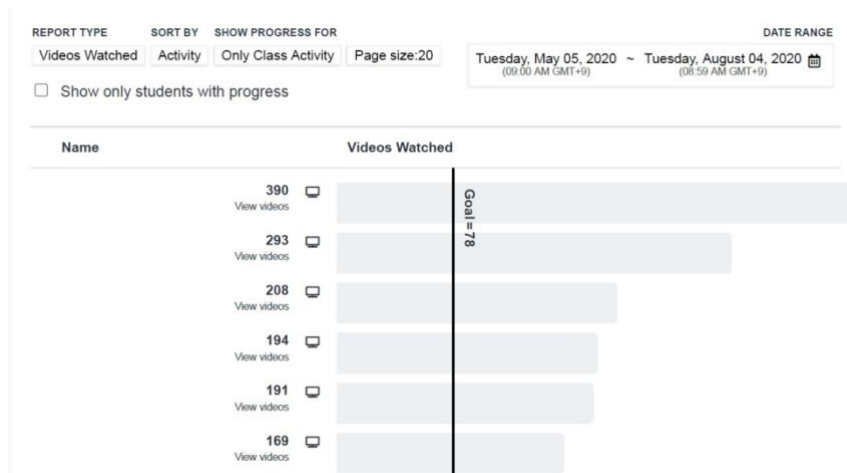 REPORT TYPE SORT BY SHOW PROGRESS FOR DATE RANGE
Videos Watched Activity Only Class Activity Page size:20 Tuesday, May 05, 2020 ~ Tuesday, August 04, 2020
(09:00 AM GMT+9) (08:59 AM GMT+9)
Show only students with progress
Name Videos Watched
390
View videos
Goal = 78
293
View videos
208
View videos
194
View videos
191
View videos
169
View videos